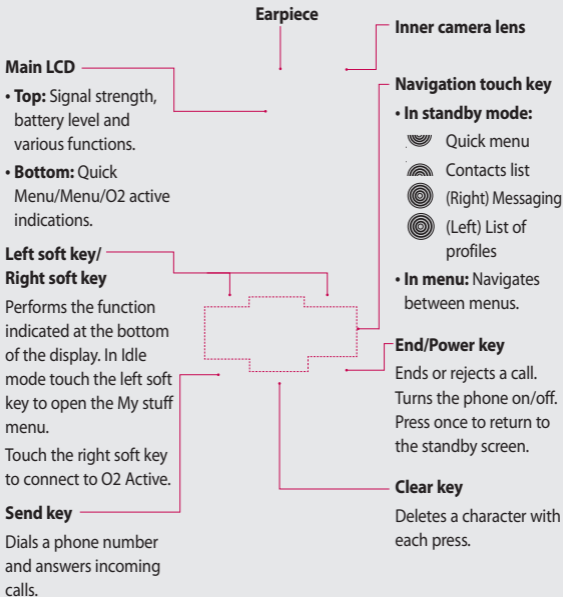 Earpiece
Main LCD
• Top: Signal strength,
battery level and
various functions.
• Bottom: Quick
Menu/Menu/O2 active
indications.
Left soft key/
Right soft key
Performs the function
indicated at the bottom
of the display. In Idle
mode touch the left soft
key to open the My stuff
menu.
Touch the right soft key
to connect to O2 Active.
Send key
Dials a phone number
and answers incoming
calls.
Inner camera lens
Navigation touch key
• In standby mode:
Quick menu
Contacts list
(Right) Messaging
(Left) List of
profiles
• In menu: Navigates
between menus.
End/Power key
Ends or rejects a call.
Turns the phone on/off.
Press once to return to
the standby screen.
Clear key
Deletes a character with
each press.